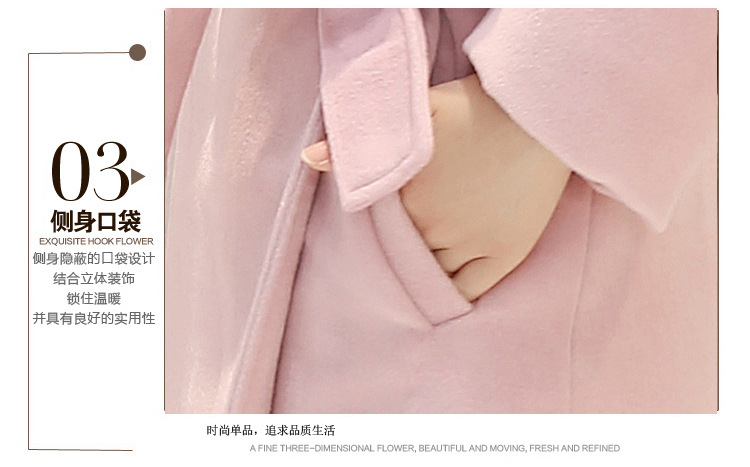 03
侧身口袋
EXQUISITE HOOK FLOWER
侧身隐蔽的口袋设计
结合立体装饰
锁住温暖
并具有良好的实用性
时尚单品，追求品质生活
A FINE THREE-DIMENSIONAL FLOWER, BEAUTIFUL AND MOVING, FRESH AND REFINED